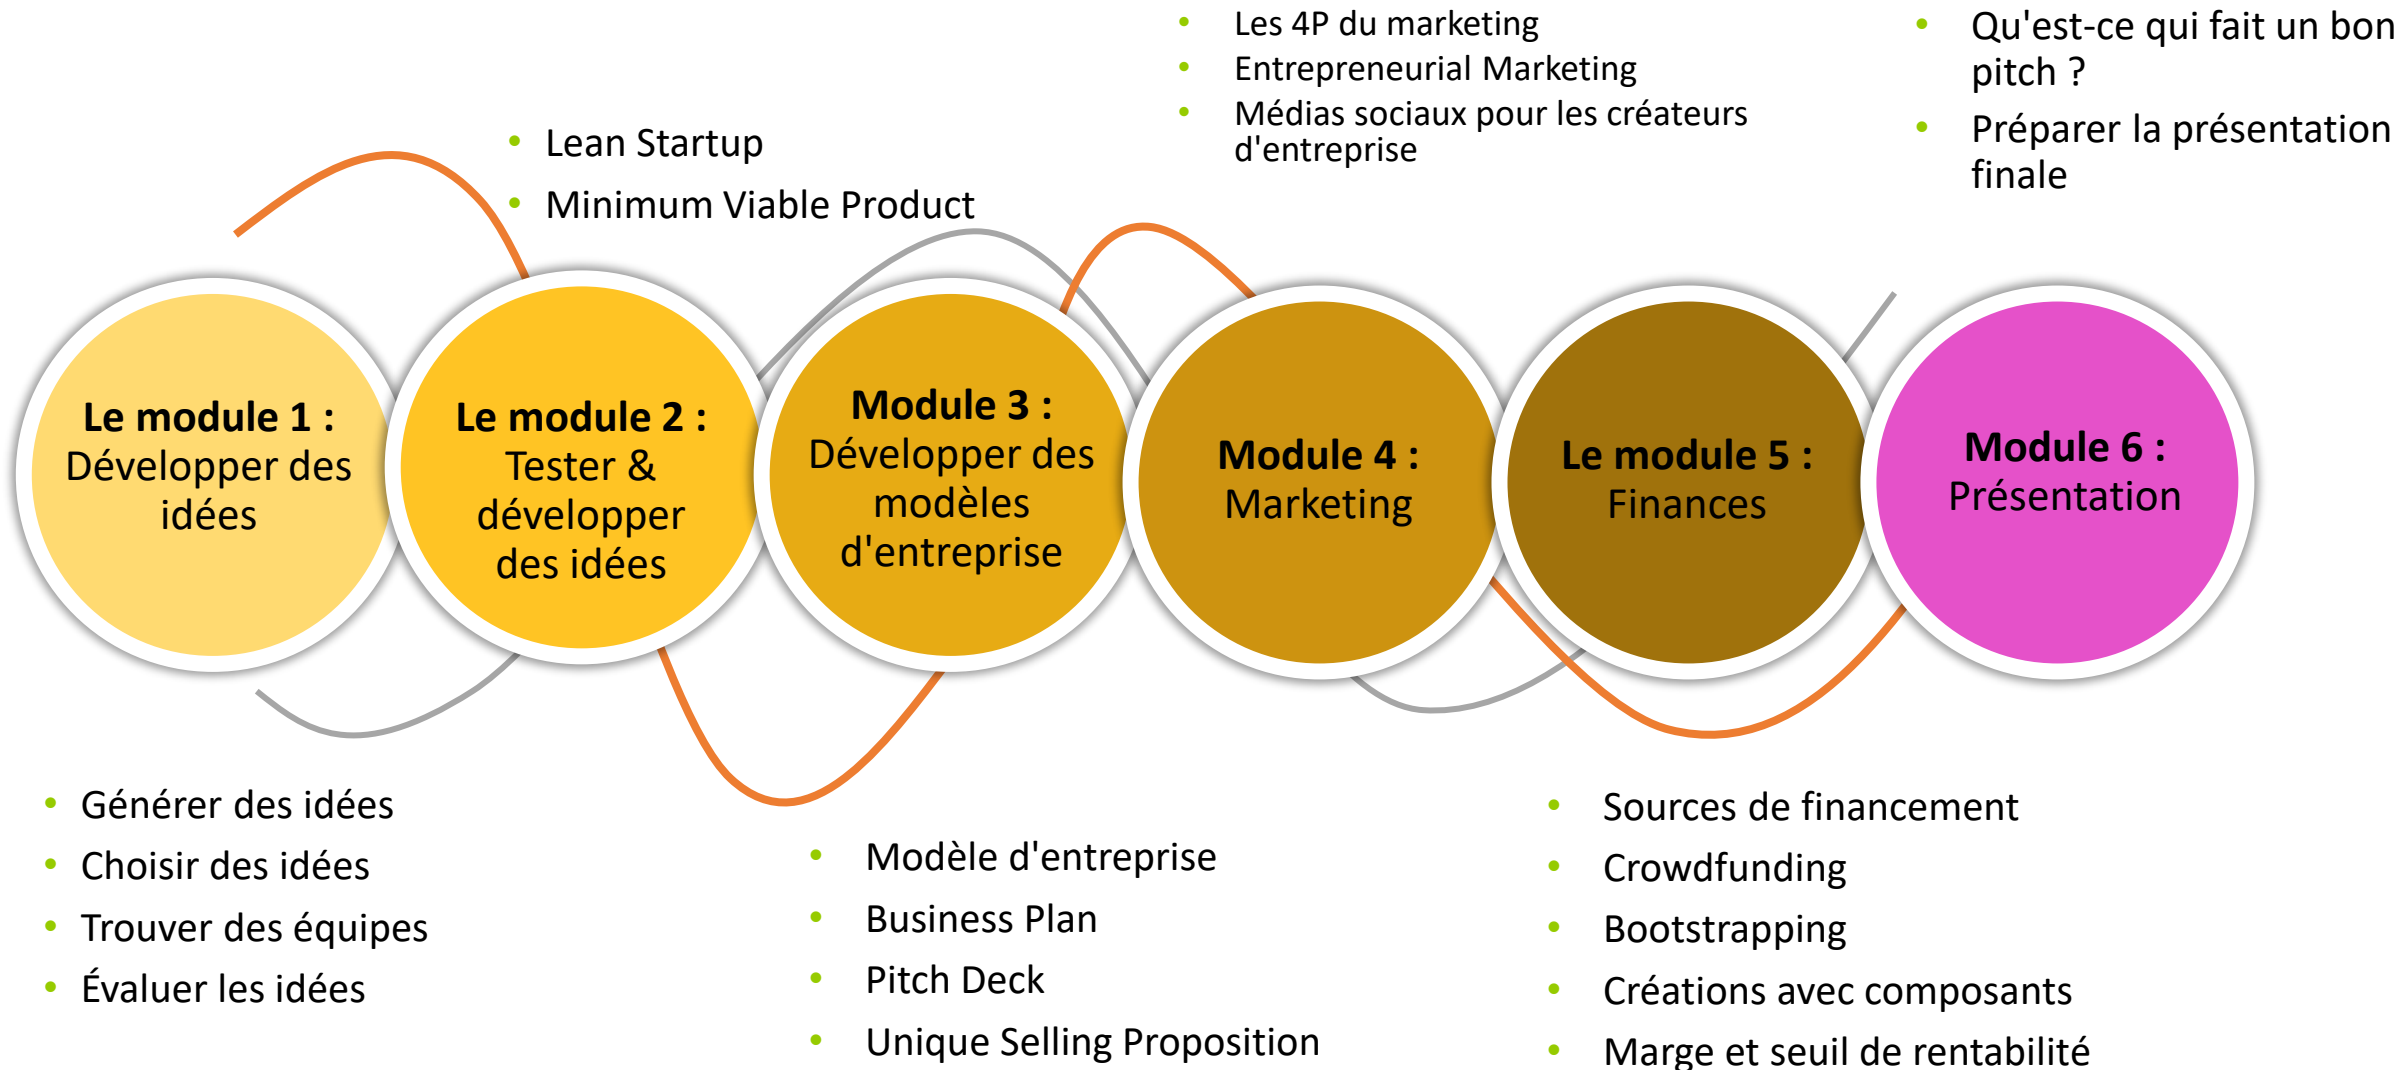 Les 4P du marketing
Entrepreneurial Marketing
Médias sociaux pour les créateurs
d'entreprise
Qu'est-ce qui fait un bon
pitch ?
Préparer la présentation
finale
Lean Startup
Minimum Viable Product
Le module 1 :
Développer des
idées
Le module 2 :
Tester &
développer
des idées
Module 3 :
Développer des
modèles
d'entreprise
Module 4 :
Marketing
Le module 5 :
Finances
Module 6 :
Présentation
Générer des idées
Choisir des idées
Trouver des équipes
Évaluer les idées
Modèle d'entreprise
Business Plan
Pitch Deck
Unique Selling Proposition
Sources de financement
Crowdfunding
Bootstrapping
Créations avec composants
Marge et seuil de rentabilité